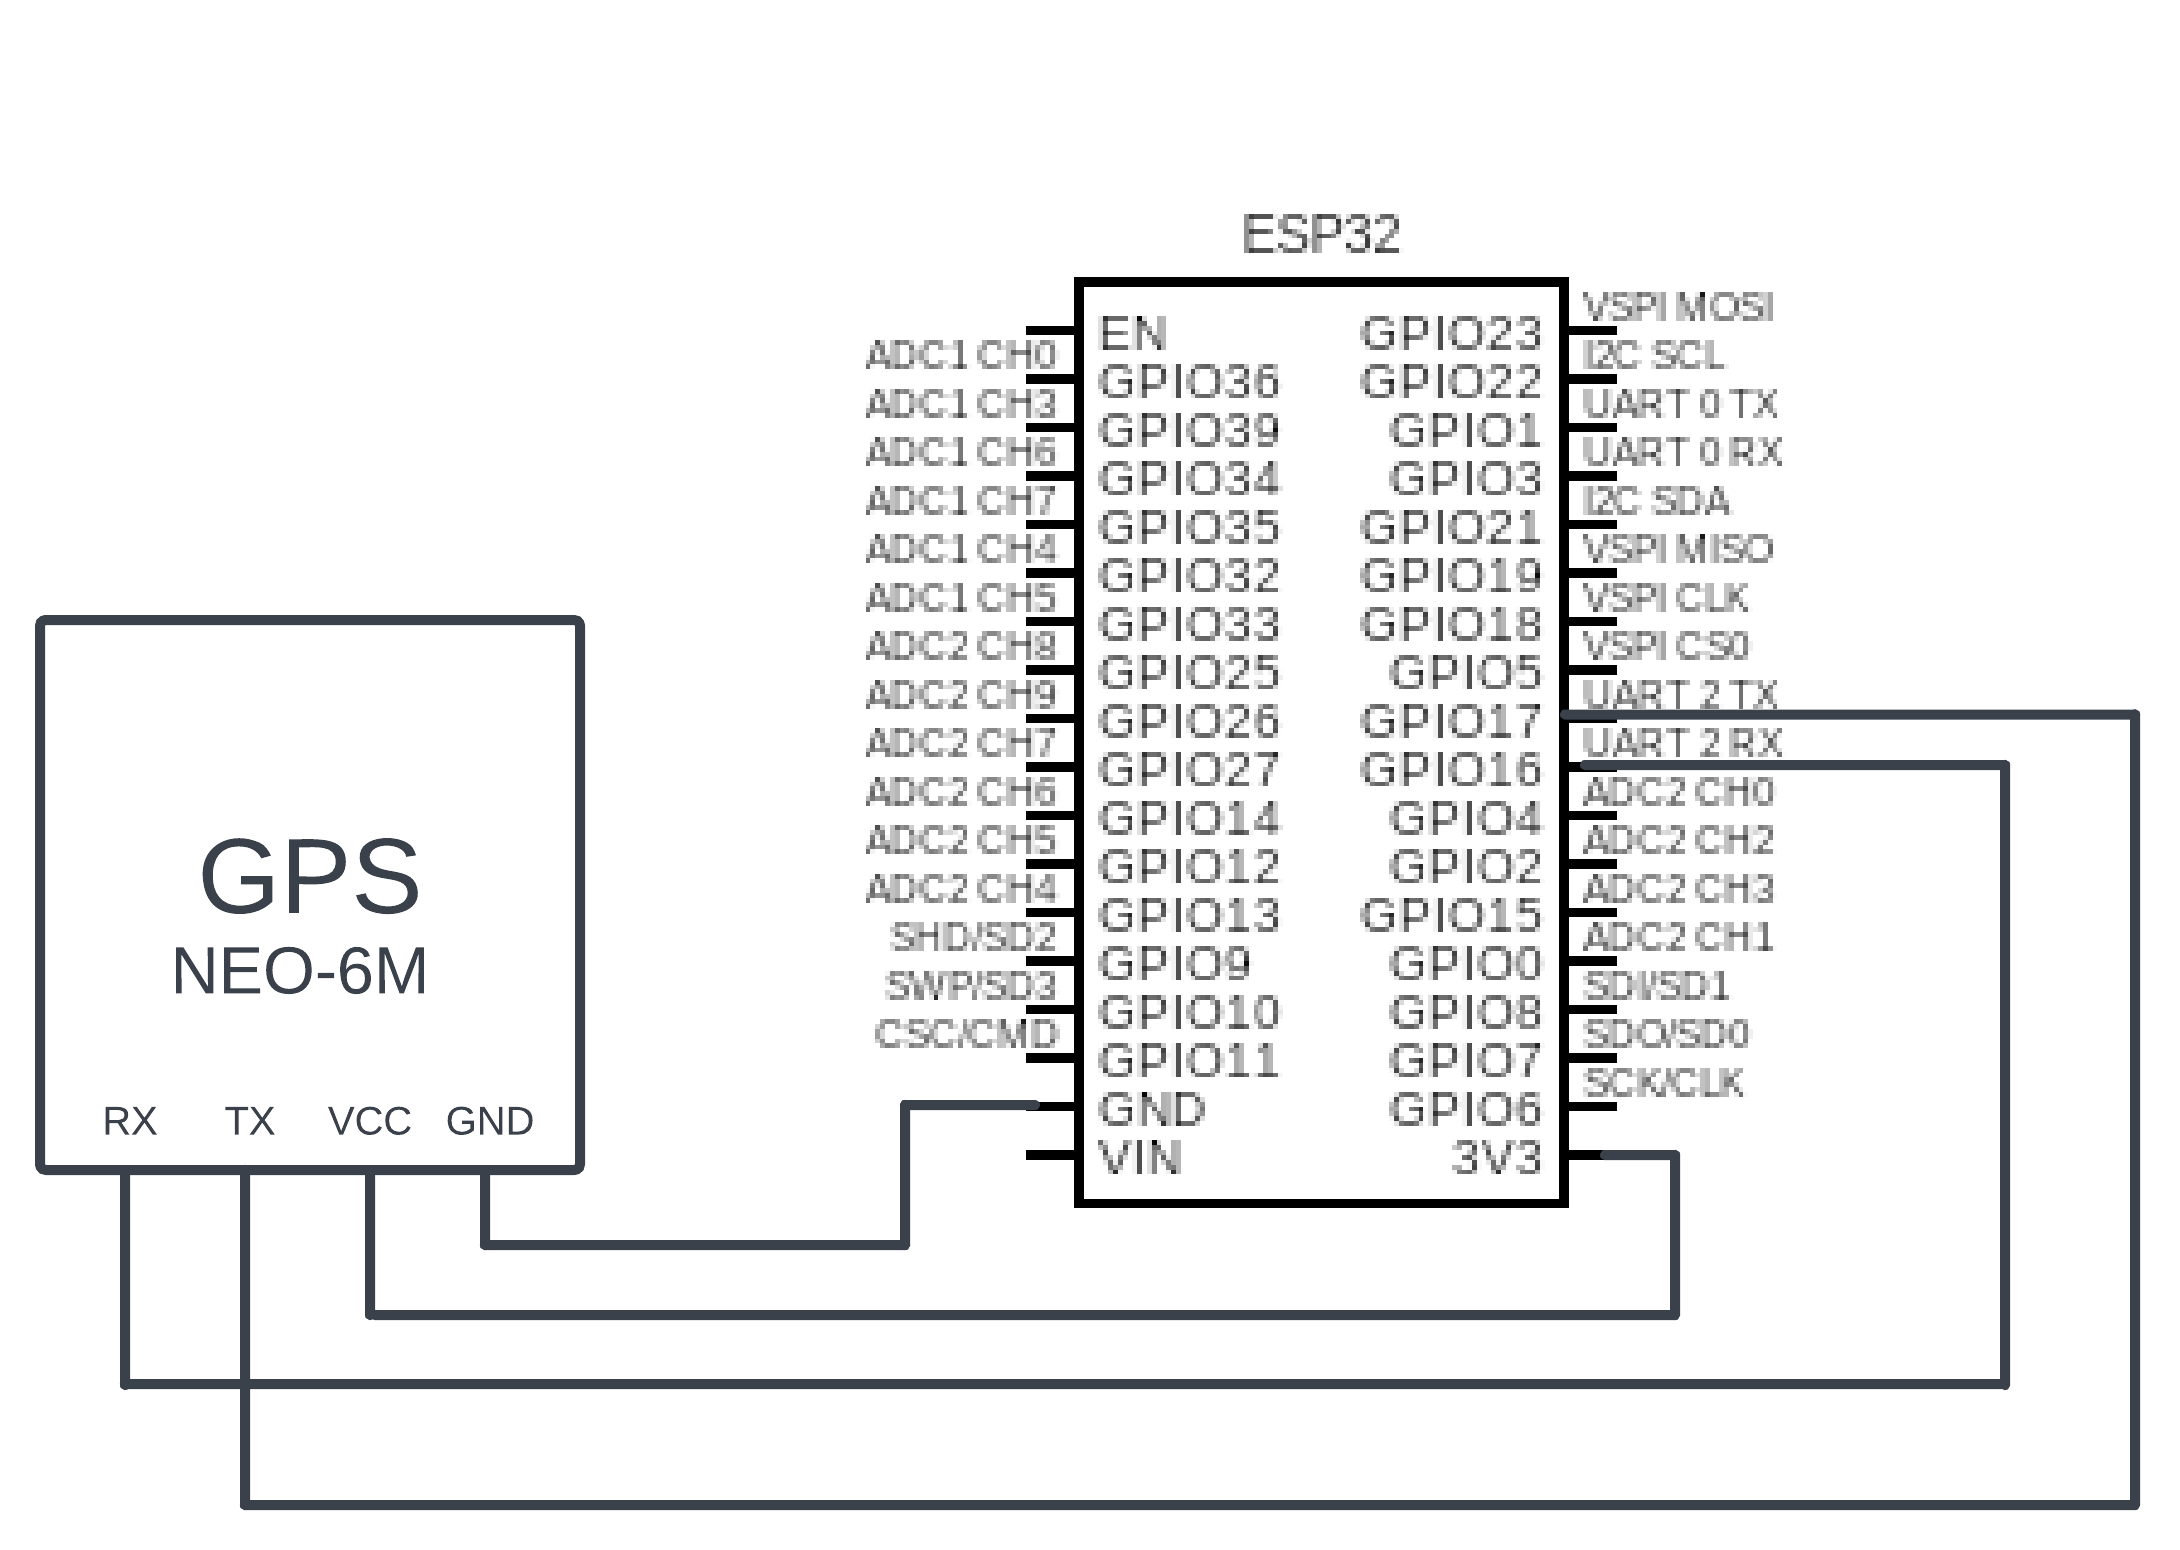 ESP32
VSPI MOSI
EN GPIO23
ADC1 CH0 I2C SCL
GPIO36 GPIO22
ADC1 CH3 UART 0 TX
GPIO39 GPIO1
ADC1 CH6 UART 0 RX
GPIO34 GPIO3
ADC1 CH7 I2C SDA
GPIO35 GPIO21
ADC1 CH4 VSPI MISO
GPIO32 GPIO19
ADC1 CH5 VSPI CLK
GPIO33 GPIO18
ADC2 CH8 VSPI CS0
GPIO25 GPIO5
ADC2 CH9 UART 2 TX
GPIO26 GPIO17
ADC2 CH7 UART 2 RX
GPIO27 GPIO16
ADC2 CH6 ADC2 CH0
GPIO14 GPIO4
ADC2 CH5 ADC2 CH2
GPIO12 GPIO2
ADC2 CH4 ADC2 CH3
GPIO13 GPIO15
SHD/SD2 ADC2 CH1
GPIO9 GPIO0
SWP/SD3 SDI/SD1
GPIO10 GPIO8
CSC/CMD SDO/SD0
GPIO11 GPIO7
SCK/CLK
GND GPIO6
VIN 3V3
GPS
NEO-6M
RX TX VCC GND